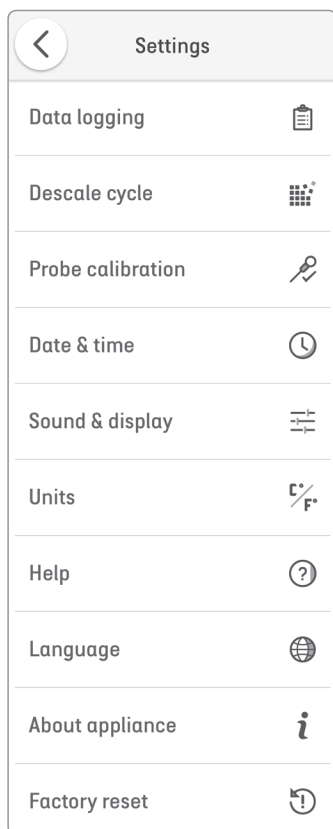 Settings
Data logging
Descale cycle
Probe calibration
Date & time
Sound & display
Units
C°/F°
Help
?
Language
About appliance
i
Factory reset
!